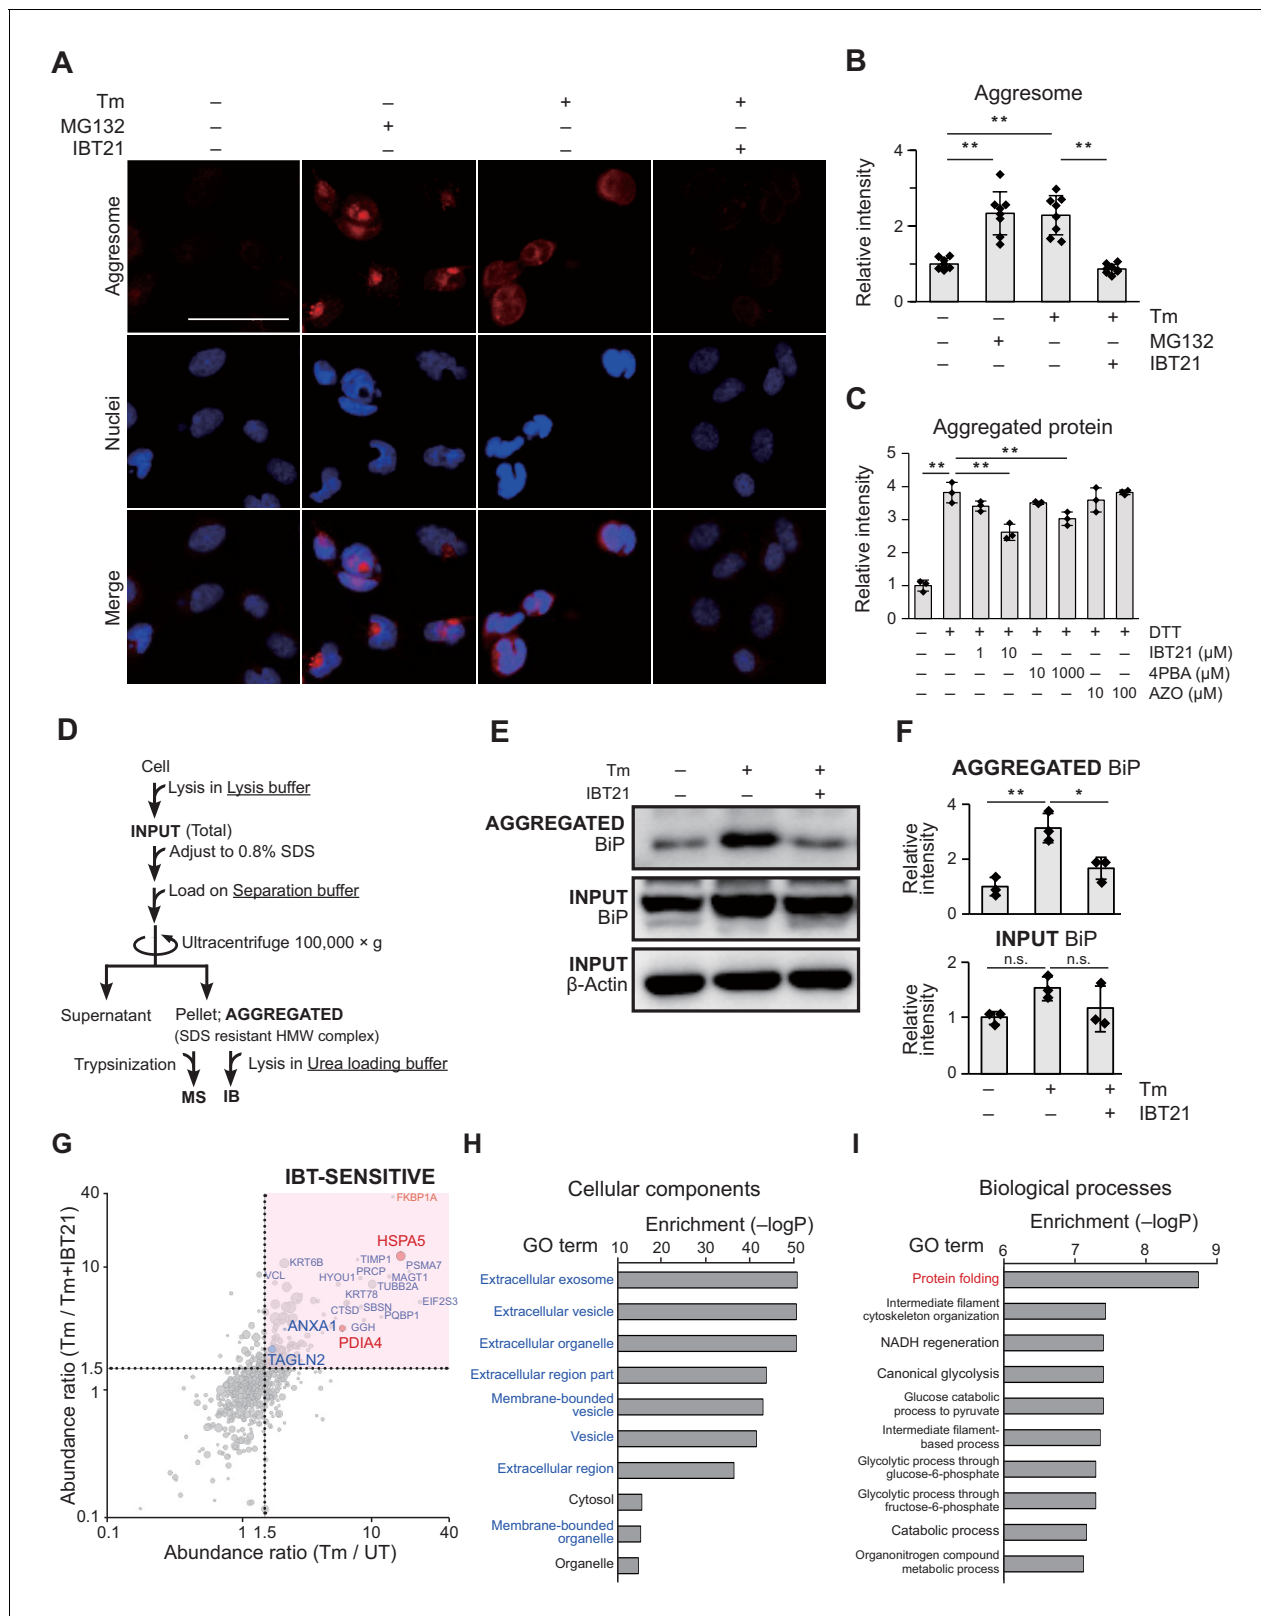 A
Tm – – + +
MG132 – + – –
IBT21 – – – +
Aggresome
Nuclei
Merge
B
Aggresome
**
** **
Relative intensity
4
2
0
– – + + Tm
– + – – MG132
– – – + IBT21
C
Aggregated protein
**
** **
Relative intensity
5
4
3
2
1
0
– + + + + + + + DTT
– – 1 10 – – – – IBT21 (μM)
– – – – 10 1000 – – 4PBA (μM)
– – – – – – 10 100 AZO (μM)
D
Cell
Lysis in Lysis buffer
INPUT (Total)
Adjust to 0.8% SDS
Load on Separation buffer
Ultracentrifuge 100,000 × g
Supernatant
Pellet; AGGREGATED
(SDS resistant HMW complex)
Trypsinization
Lysis in Urea loading buffer
MS IB
E
Tm – + +
IBT21 – – +
AGGREGATED
BiP
INPUT
BiP
INPUT
β-Actin
F
AGGREGATED BiP
** *
Relative
intensity
4
2
0
INPUT BiP
n.s. n.s.
Relative
intensity
2
1
0
– + + Tm
– – + IBT21
G
IBT-SENSITIVE
Abundance ratio (Tm / Tm+IBT21)
40
10
1.5
1
0.1
FKBP1A
HSPA5
KRT6B
TIMP1
PSMA7
VCL
PRCP
HYOU1
MAGT1
TUBB2A
KRT78
EIF2S3
CTSD
SBSN
PQBP1
ANXA1
GGH
PDIA4
TAGLN2
0.1 1 1.5 10 40
Abundance ratio (Tm / UT)
H
Cellular components
Enrichment (–logP)
GO term
10 20 30 40 50
Extracellular exosome
Extracellular vesicle
Extracellular organelle
Extracellular region part
Membrane-bounded
vesicle
Vesicle
Extracellular region
Cytosol
Membrane-bounded
organelle
Organelle
I
Biological processes
Enrichment (–logP)
GO term
6 7 8 9
Protein folding
Intermediate filament
cytoskeleton organization
NADH regeneration
Canonical glycolysis
Glucose catabolic
process to pyruvate
Intermediate filament-
based process
Glycolytic process through
glucose-6-phosphate
Glycolytic process through
fructose-6-phosphate
Catabolic process
Organonitrogen compound
metabolic process